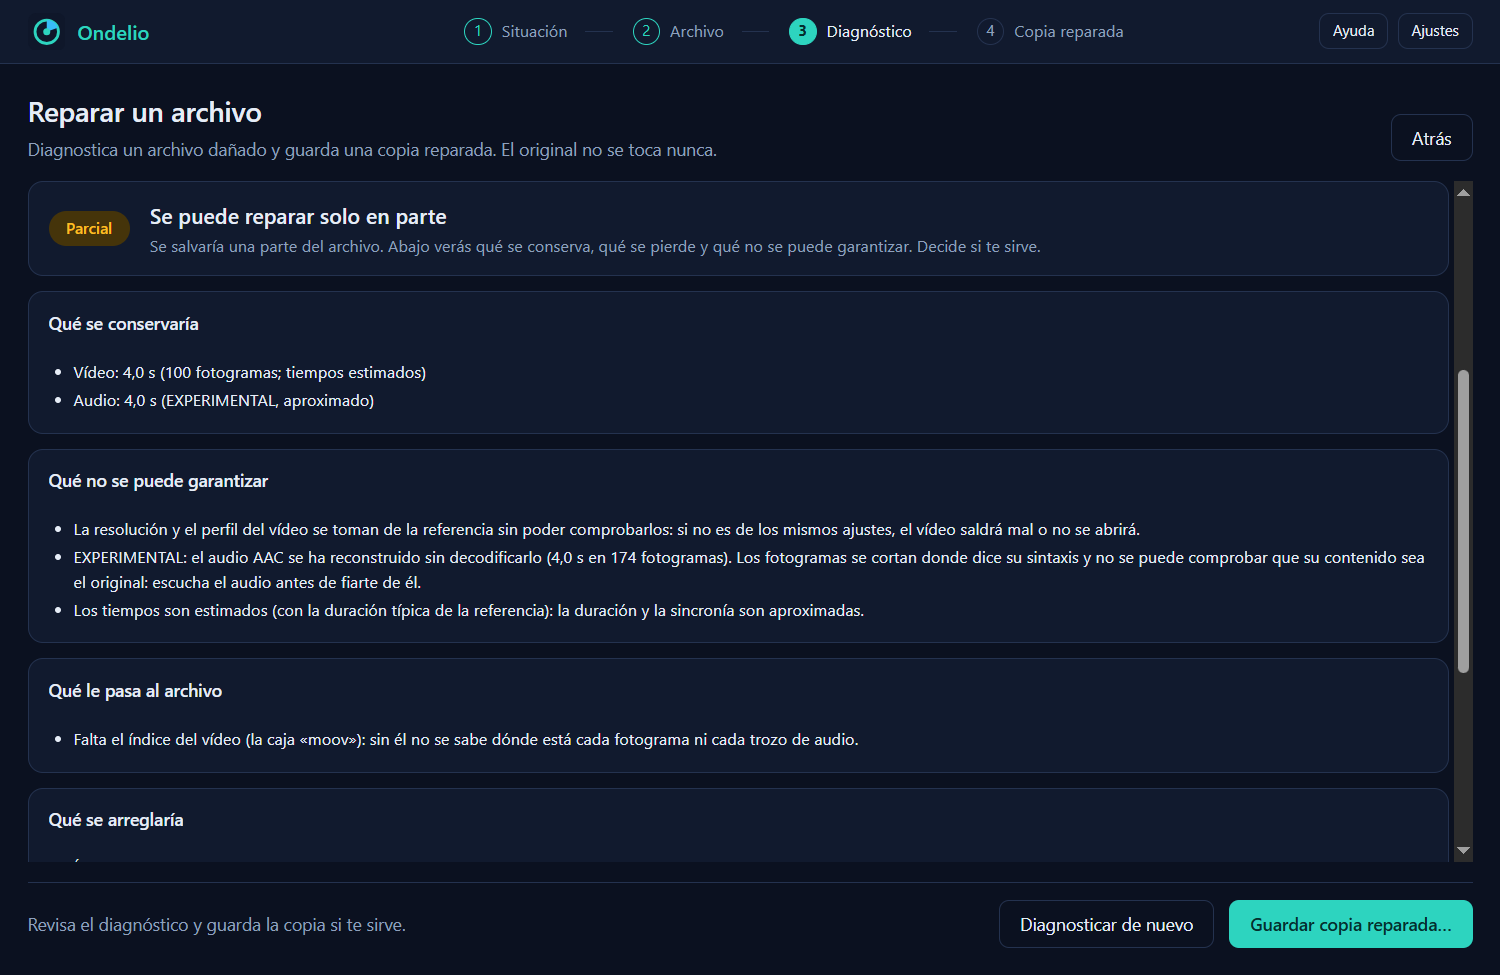 Ondelio
1 Situación
2 Archivo
3 Diagnóstico
4 Copia reparada
Ayuda
Ajustes
Reparar un archivo
Diagnostica un archivo dañado y guarda una copia reparada. El original no se toca nunca.
Atrás
Parcial
Se puede reparar solo en parte
Se salvaría una parte del archivo. Abajo verás qué se conserva, qué se pierde y qué no se puede garantizar. Decide si te sirve.
Qué se conservaría
• Vídeo: 4,0 s (100 fotogramas; tiempos estimados)
• Audio: 4,0 s (EXPERIMENTAL, aproximado)
Qué no se puede garantizar
• La resolución y el perfil del vídeo se toman de la referencia sin poder comprobarlos: si no es de los mismos ajustes, el vídeo saldrá mal o no se abrirá.
• EXPERIMENTAL: el audio AAC se ha reconstruido sin decodificarlo (4,0 s en 174 fotogramas). Los fotogramas se cortan donde dice su sintaxis y no se puede comprobar que su contenido sea
el original: escucha el audio antes de fiarte de él.
• Los tiempos son estimados (con la duración típica de la referencia): la duración y la sincronía son aproximadas.
Qué le pasa al archivo
• Falta el índice del vídeo (la caja «moov»): sin él no se sabe dónde está cada fotograma ni cada trozo de audio.
Qué se arreglaría
Revisa el diagnóstico y guarda la copia si te sirve.
Diagnosticar de nuevo
Guardar copia reparada...